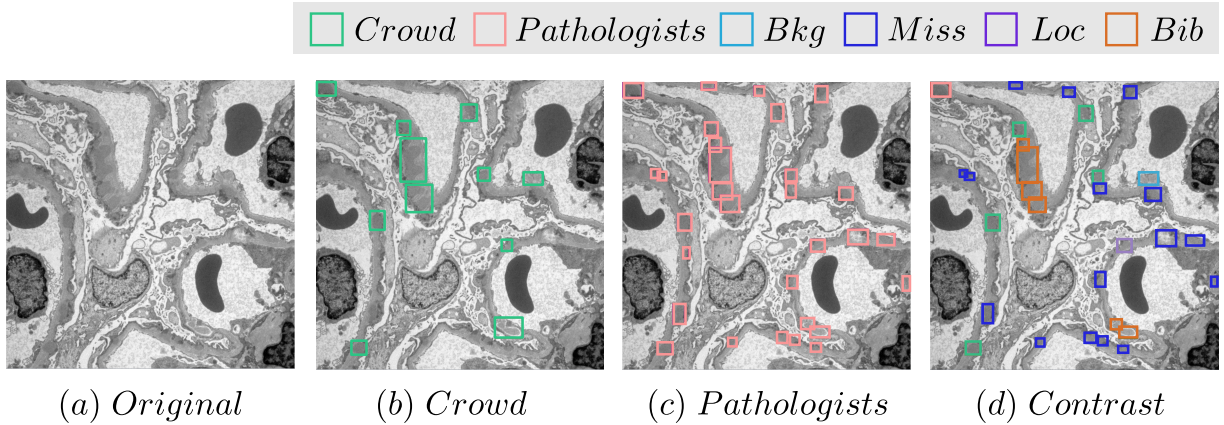 Crowd Pathologists Bkg Miss Loc Bib
(a) Original (b) Crowd (c) Pathologists (d) Contrast